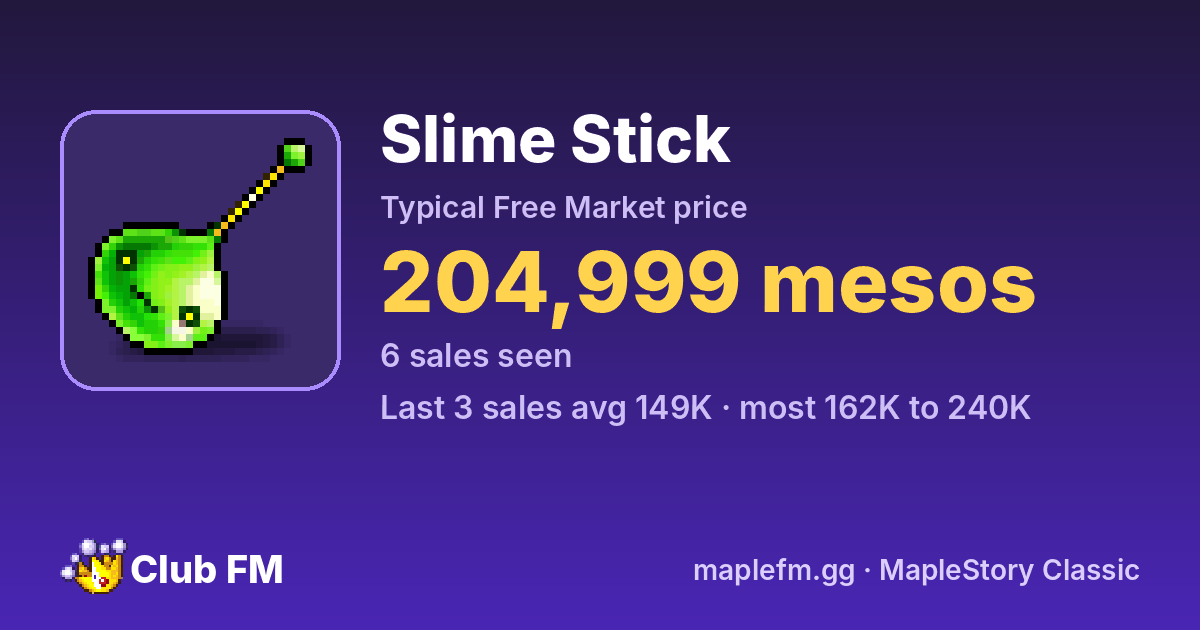 Slime Stick
Typical Free Market price
204,999 mesos
6 sales seen
Last 3 sales avg 149K · most 162K to 240K
Club FM
maplefm.gg · MapleStory Classic